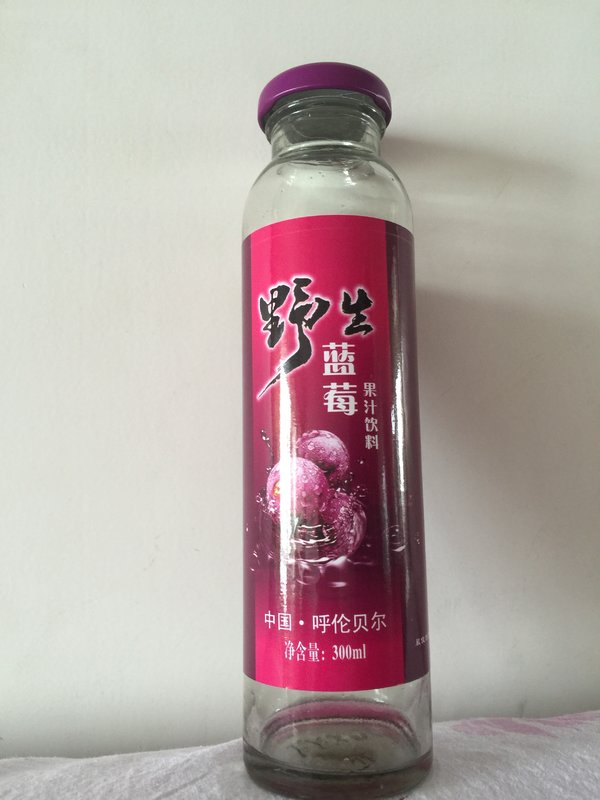 野生
蓝莓
果汁饮料
中国·呼伦贝尔
净含量：300ml